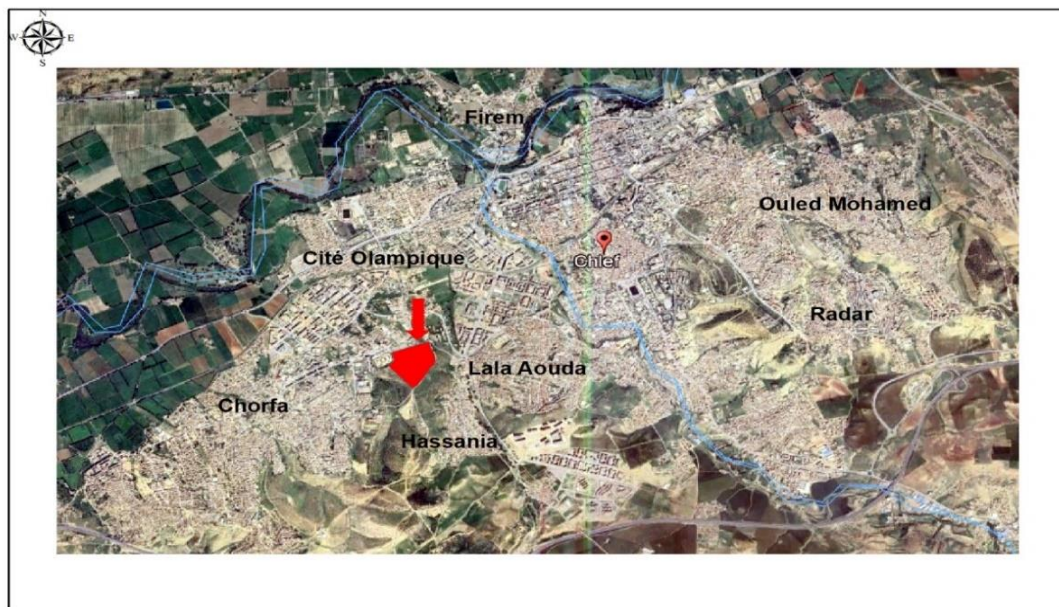 N
W E
S
Firem
Ouled Mohamed
Cité Olampique
Chlef
Radar
Lala Aouda
Chorfa
Hassania